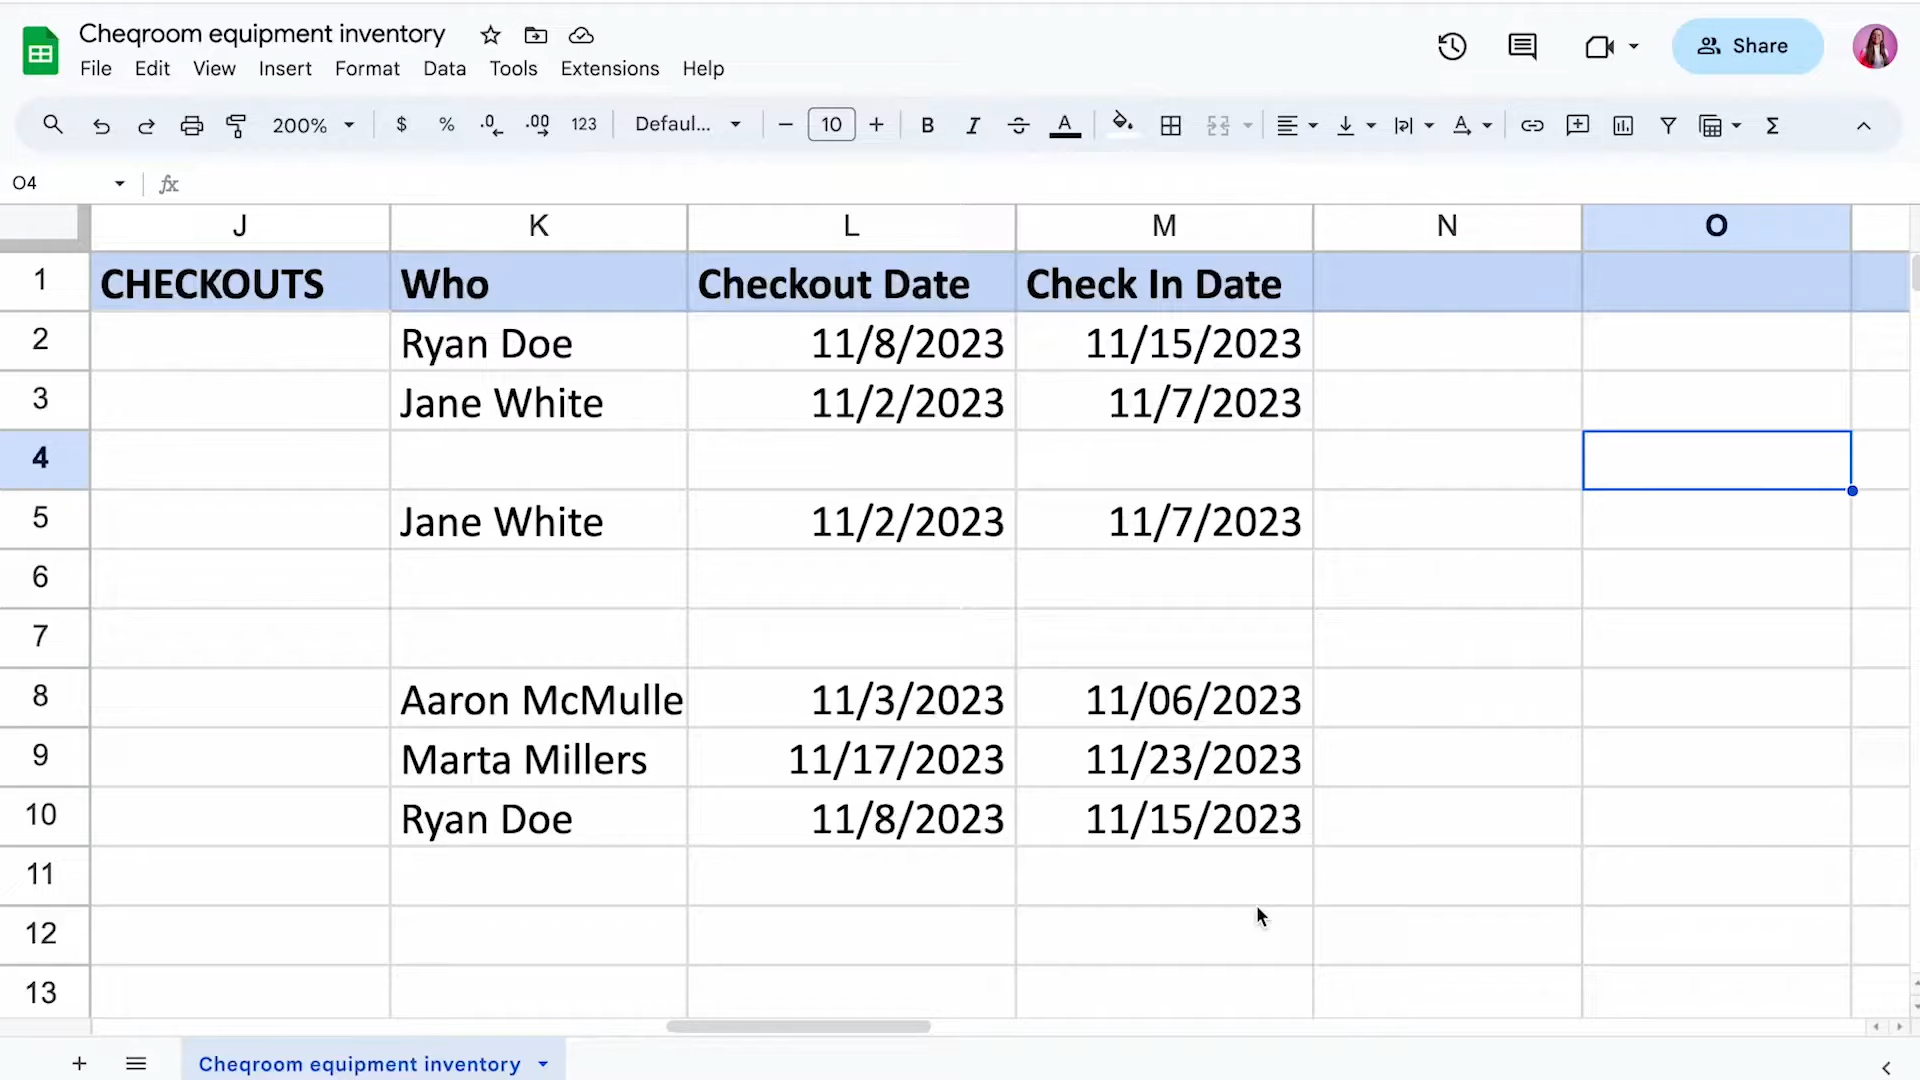 Cheqroom equipment inventory
File Edit View Insert Format Data Tools Extensions Help
Share
200% $ % .0 .00 123 Defaul... 10 B I A
O4 fx
J K L M N O
1 CHECKOUTS Who Checkout Date Check In Date
2 Ryan Doe 11/8/2023 11/15/2023
3 Jane White 11/2/2023 11/7/2023
4
5 Jane White 11/2/2023 11/7/2023
6
7
8 Aaron McMulle 11/3/2023 11/06/2023
9 Marta Millers 11/17/2023 11/23/2023
10 Ryan Doe 11/8/2023 11/15/2023
11
12
13
Cheqroom equipment inventory